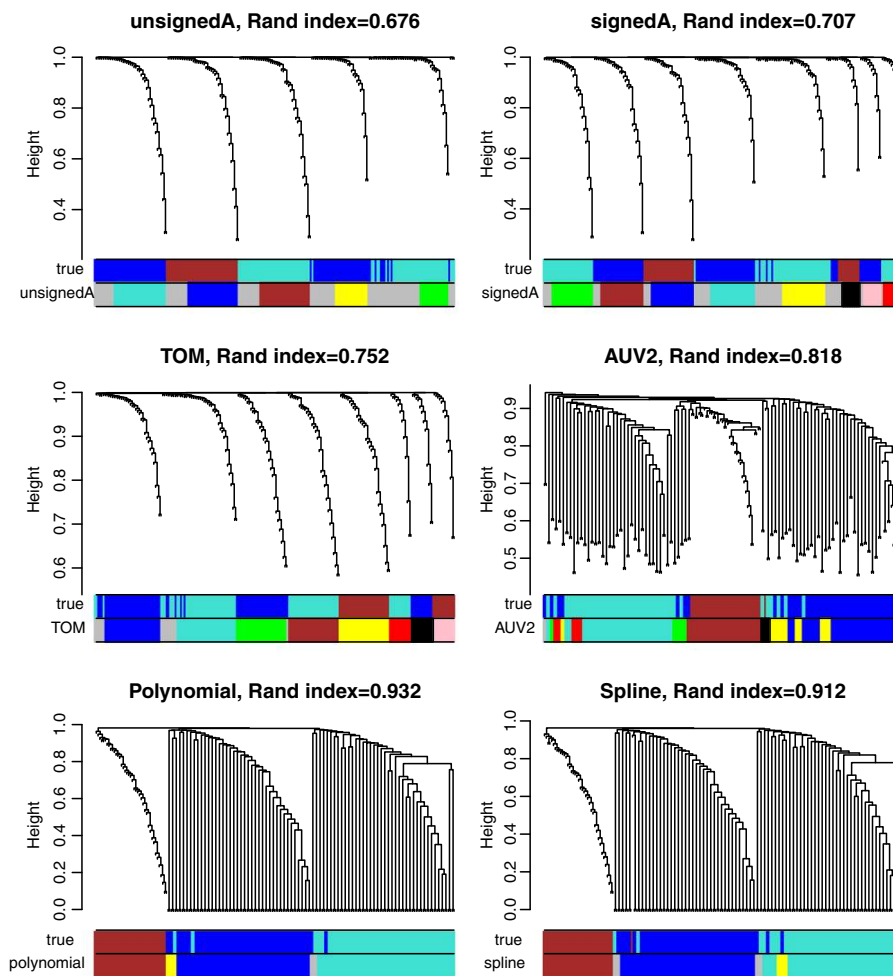 unsignedA, Rand index=0.676
Height
1.0
0.8
0.6
0.4
true
unsignedA
signedA, Rand index=0.707
Height
1.0
0.8
0.6
0.4
true
signedA
TOM, Rand index=0.752
Height
1.0
0.9
0.8
0.7
0.6
true
TOM
AUV2, Rand index=0.818
Height
0.9
0.8
0.7
0.6
0.5
true
AUV2
Polynomial, Rand index=0.932
Height
1.0
0.8
0.6
0.4
0.2
0.0
true
polynomial
Spline, Rand index=0.912
Height
1.0
0.8
0.6
0.4
0.2
0.0
true
spline